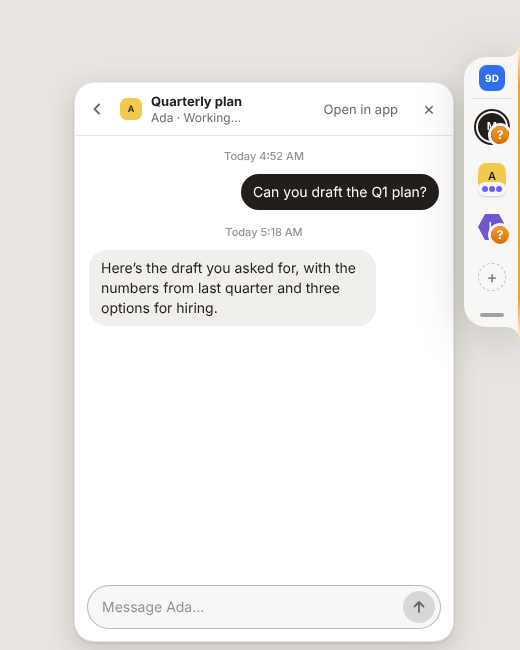 Quarterly plan
Ada · Working...
Open in app
Today 4:52 AM
Can you draft the Q1 plan?
Today 5:18 AM
Here’s the draft you asked for, with the
numbers from last quarter and three
options for hiring.
Message Ada...
A
9D
?
A
?